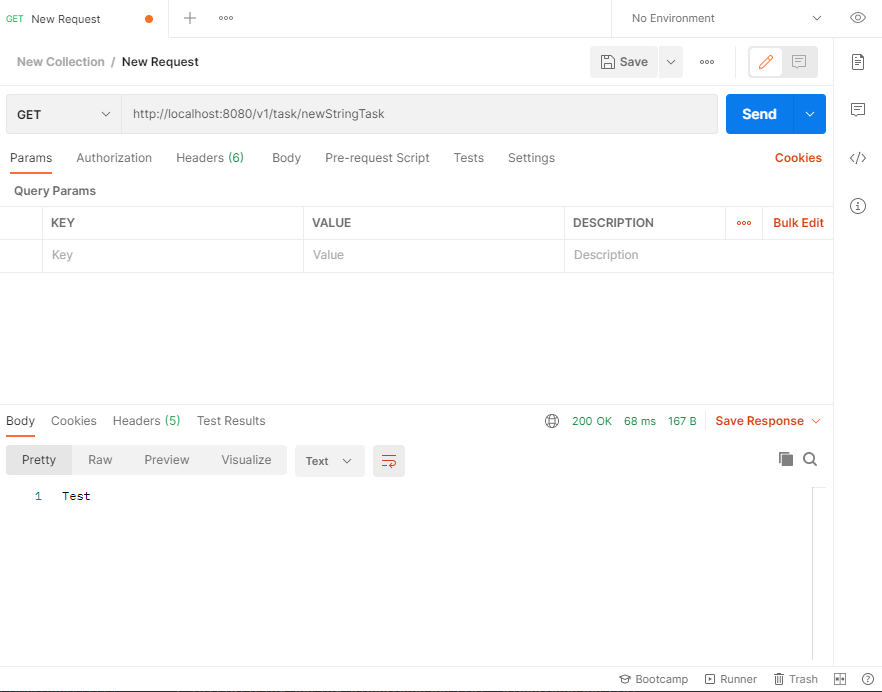 GET New Request No Environment
New Collection / New Request Save
GET http://localhost:8080/v1/task/newStringTask Send
Params Authorization Headers (6) Body Pre-request Script Tests Settings Cookies
Query Params
KEY VALUE DESCRIPTION Bulk Edit
Key Value Description
Body Cookies Headers (5) Test Results 200 OK 68 ms 167 B Save Response
Pretty Raw Preview Visualize Text
1 Test
Bootcamp Runner Trash